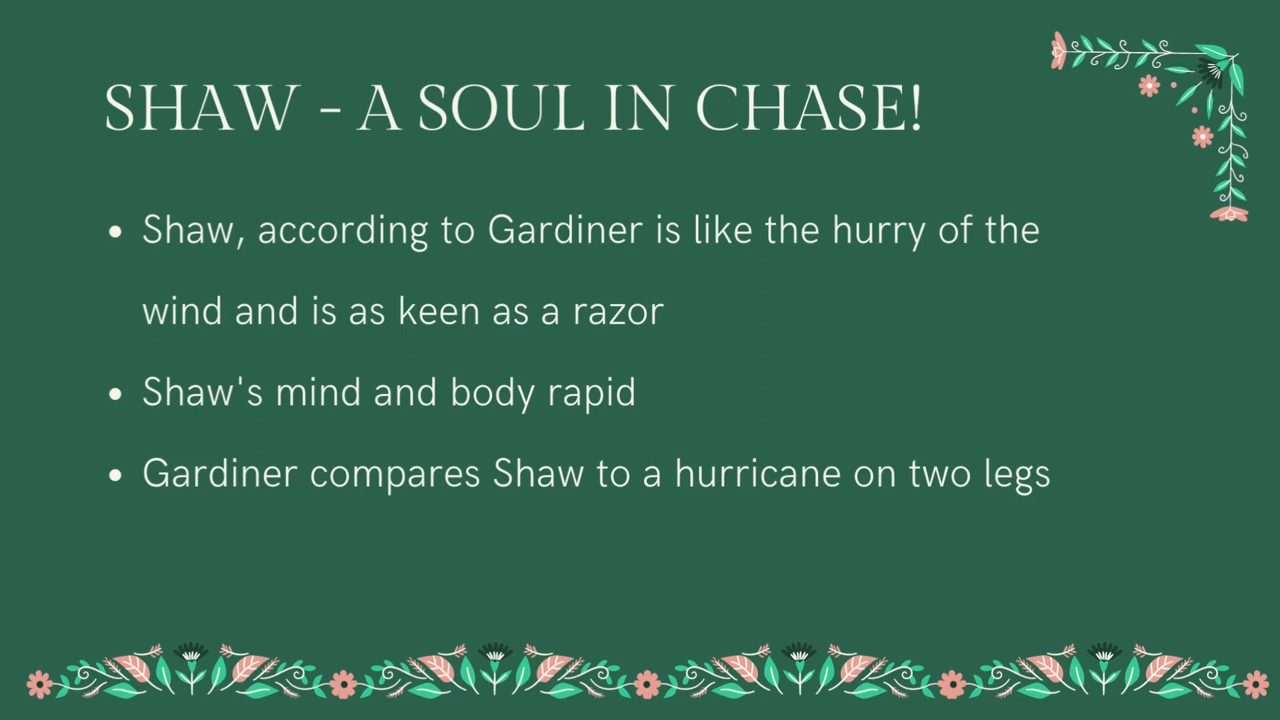 SHAW - A SOUL IN CHASE!
• Shaw, according to Gardiner is like the hurry of the
wind and is as keen as a razor
• Shaw's mind and body rapid
• Gardiner compares Shaw to a hurricane on two legs